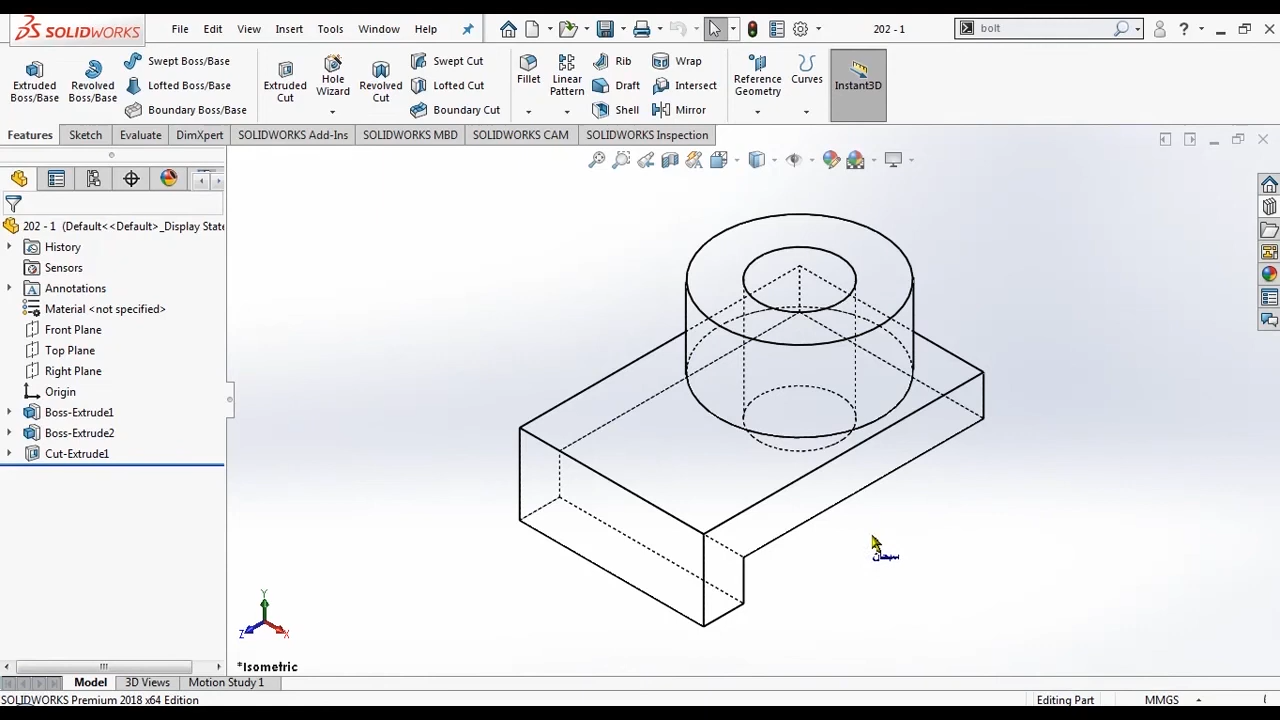 SOLIDWORKS File Edit View Insert Tools Window Help 202 - 1 bolt ?
Extruded Boss/Base Revolved Boss/Base Swept Boss/Base Lofted Boss/Base Boundary Boss/Base Extruded Cut Hole Wizard Revolved Cut Swept Cut Lofted Cut Boundary Cut Fillet Linear Pattern Rib Draft Shell Wrap Intersect Mirror Reference Geometry Curves Instant3D
Features Sketch Evaluate DimXpert SOLIDWORKS Add-Ins SOLIDWORKS MBD SOLIDWORKS CAM SOLIDWORKS Inspection
202 - 1 (Default<<Default>_Display State
History
Sensors
Annotations
Material <not specified>
Front Plane
Top Plane
Right Plane
Origin
Boss-Extrude1
Boss-Extrude2
Cut-Extrude1
Y
Z X
*Isometric
Model 3D Views Motion Study 1
SOLIDWORKS Premium 2018 x64 Edition Editing Part MMGS